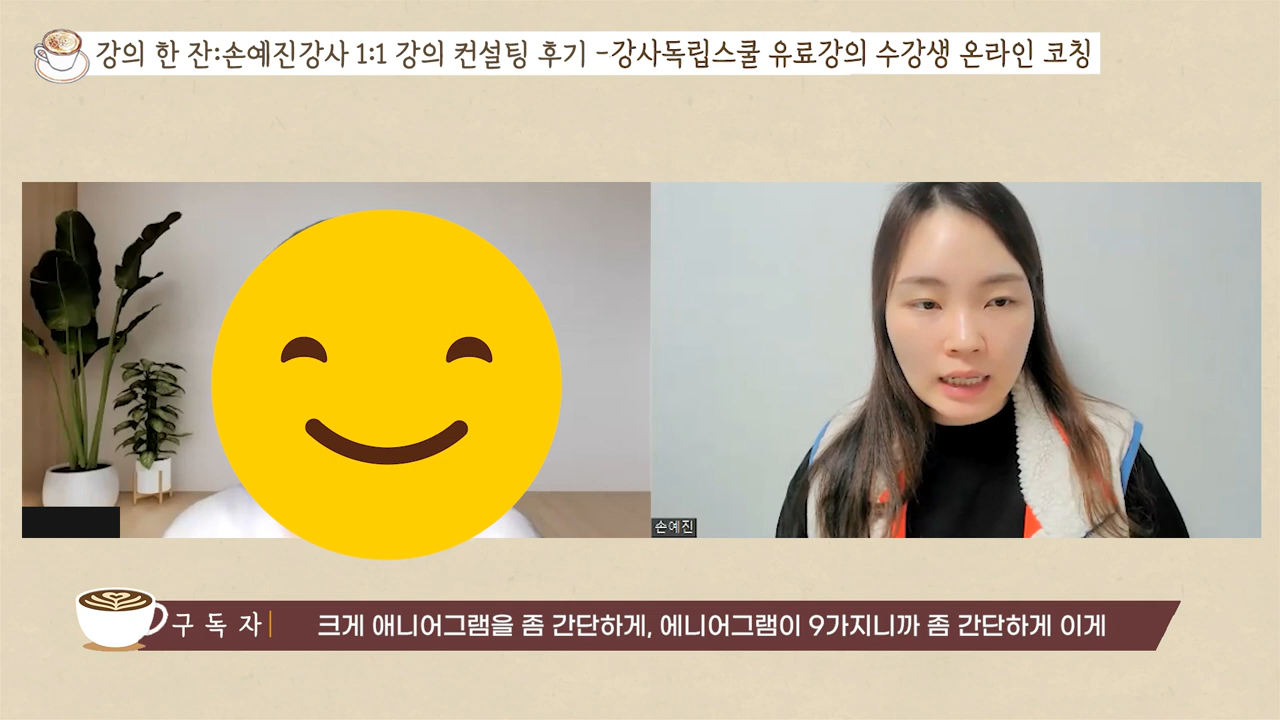 강의 한 잔:손예진강사 1:1 강의 컨설팅 후기 -강사독립스쿨 유료강의 수강생 온라인 코칭
손예진
구 독 자
크게 애니어그램을 좀 간단하게, 에니어그램이 9가지니까 좀 간단하게 이게